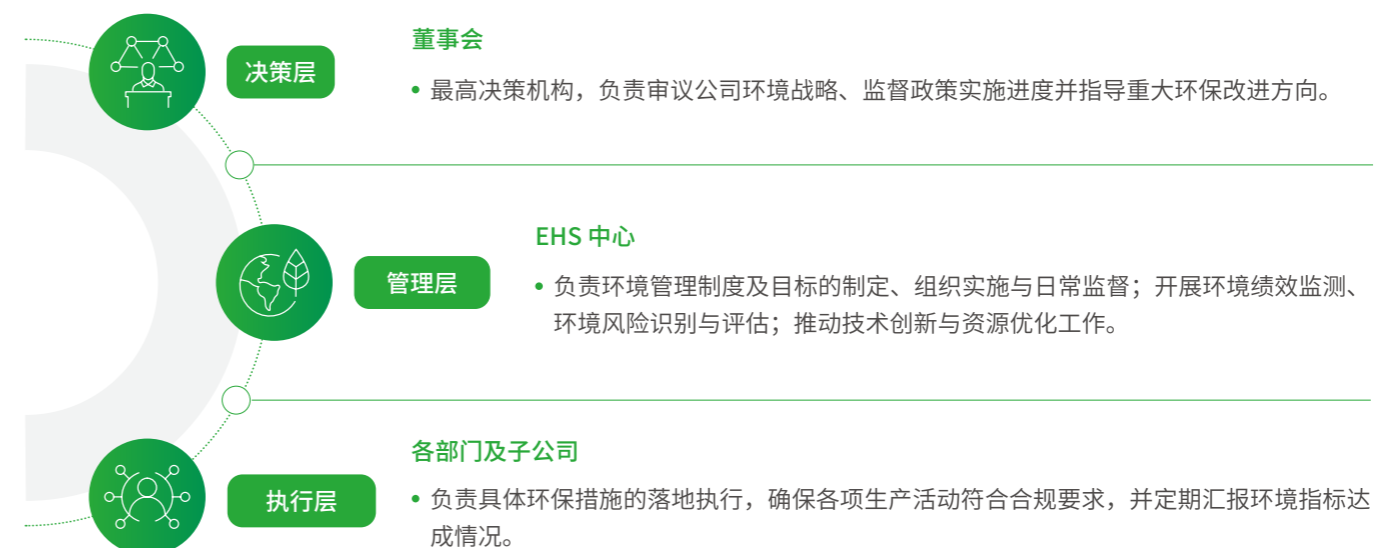 决策层
董事会
• 最高决策机构，负责审议公司环境战略、监督政策实施进度并指导重大环保改进方向。
管理层
EHS 中心
• 负责环境管理制度及目标的制定、组织实施与日常监督；开展环境绩效监测、
环境风险识别与评估；推动技术创新与资源优化工作。
执行层
各部门及子公司
• 负责具体环保措施的落地执行，确保各项生产活动符合合规要求，并定期汇报环境指标达
成情况。